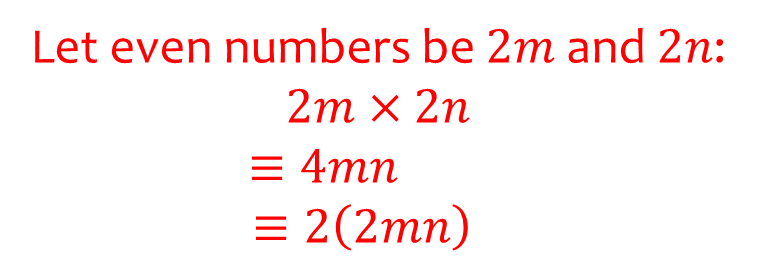 Let even numbers be 2𝑚 and 2𝑛:
2𝑚 × 2𝑛
≡ 4𝑚𝑛
≡ 2(2𝑚𝑛)